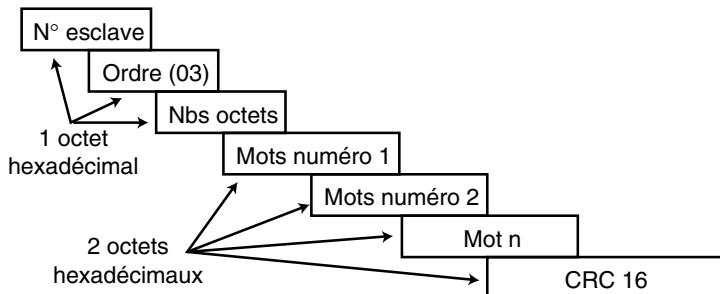 N° esclave
Ordre (03)
Nbs octets
1 octet
hexadécimal
Mots numéro 1
Mots numéro 2
Mot n
2 octets
hexadécimaux
CRC 16